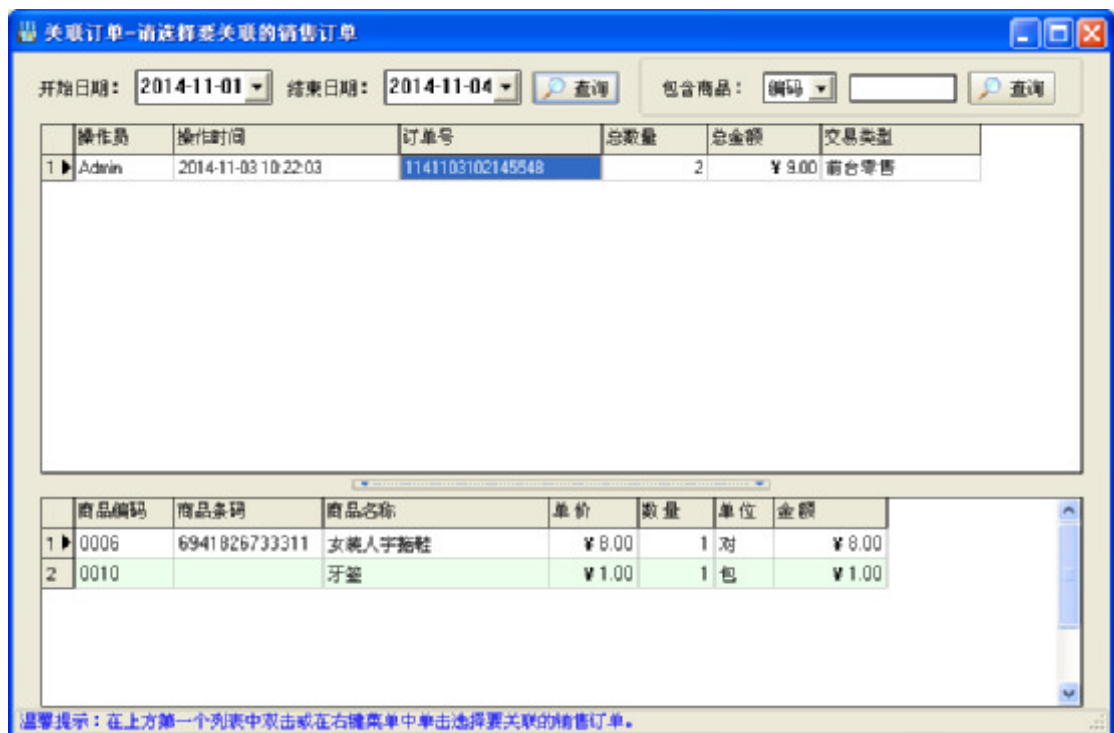 关联订单-请选择要关联的销售订单
开始日期： 2014-11-01 结束日期： 2014-11-04 查询 包含商品： 编码 查询
操作员 操作时间 订单号 总数量 总金额 交易类型
1 Admin 2014-11-03 10:22:03 1141103102145548 2 ¥ 9.00 前台零售
商品编码 商品条码 商品名称 单价 数量 单位 金额
1 0006 6941826733311 女装人字拖鞋 ¥ 8.00 1 对 ¥ 8.00
2 0010 牙签 ¥ 1.00 1 包 ¥ 1.00
温馨提示：在上方第一个列表中双击或在右键菜单中单击选择要关联的销售订单。